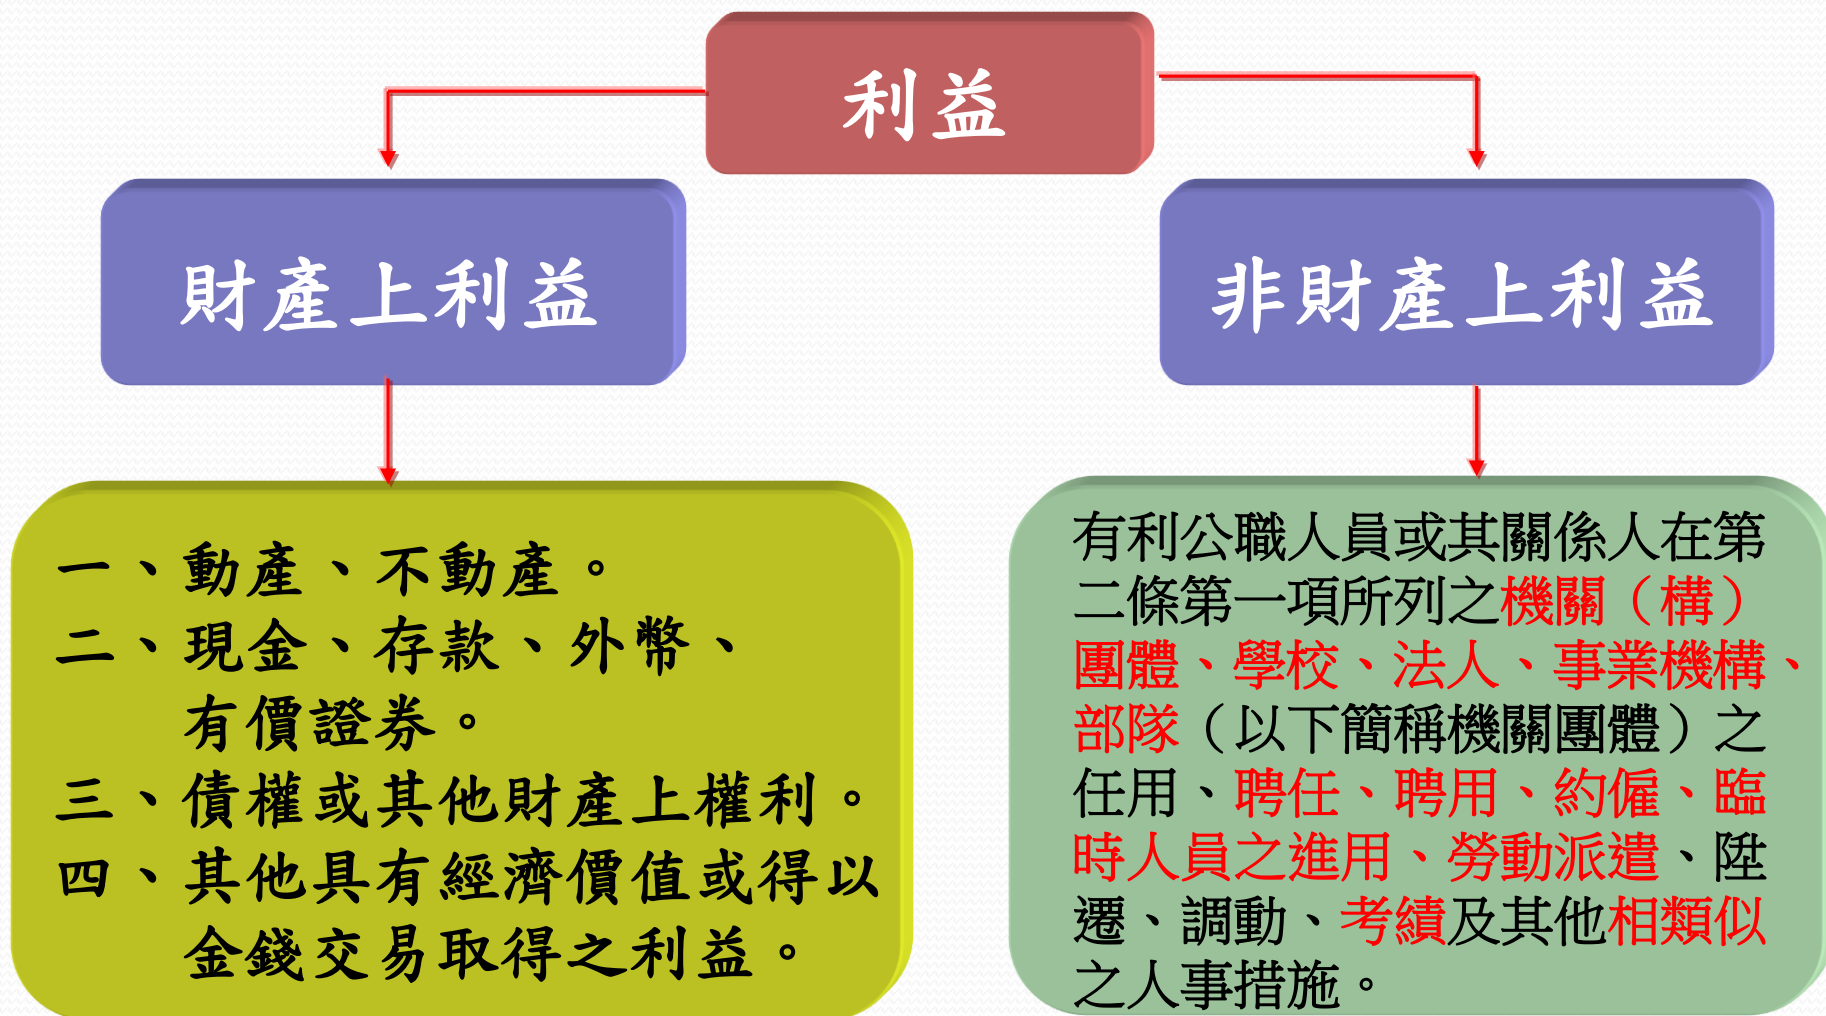 利益
財產上利益
非財產上利益
一、動產、不動產。
二、現金、存款、外幣、
有價證券。
三、債權或其他財產上權利。
四、其他具有經濟價值或得以
金錢交易取得之利益。
有利公職人員或其關係人在第
二條第一項所列之機關（構）
團體、學校、法人、事業機構、
部隊（以下簡稱機關團體）之
任用、聘任、聘用、約僱、臨
時人員之進用、勞動派遣、陞
遷、調動、考績及其他相類似
之人事措施。